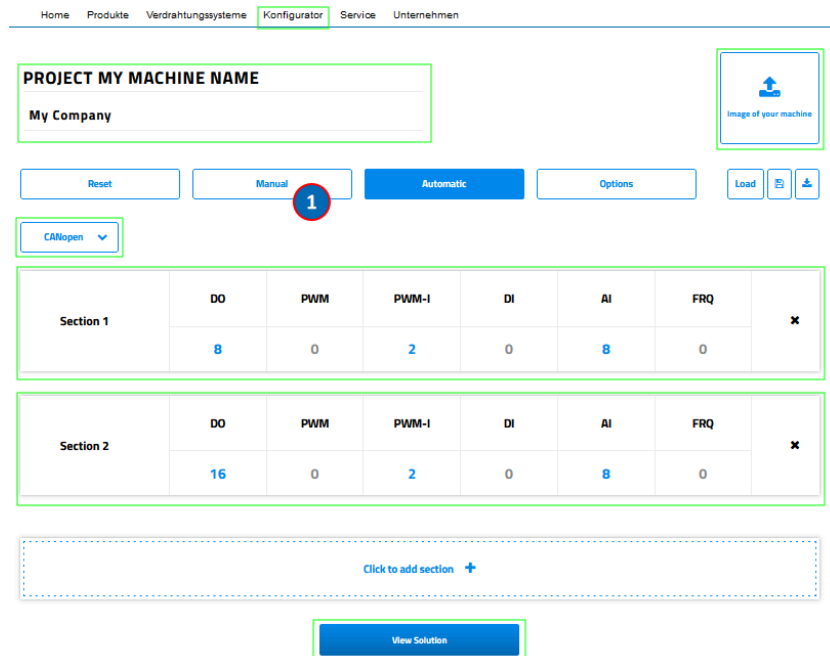 Home Produkte Verdrahtungssysteme Konfigurator Service Unternehmen
PROJECT MY MACHINE NAME
My Company
Image of your machine
Reset Manual Automatic Options Load
1
CANopen
Section 1 DO PWM PWM-I DI AI FRQ
8 0 2 0 8 0
Section 2 DO PWM PWM-I DI AI FRQ
16 0 2 0 8 0
Click to add section +
View Solution